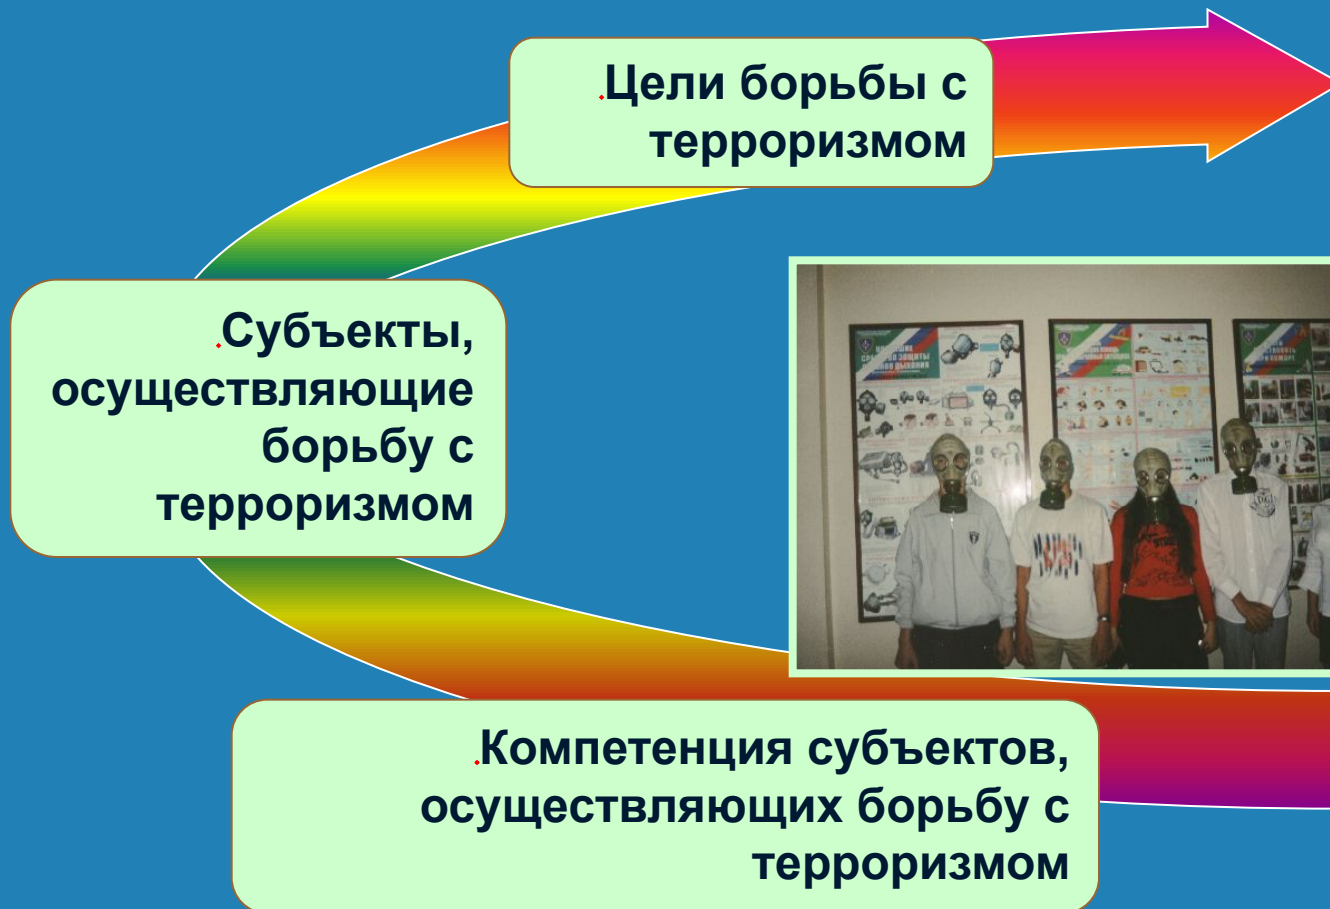 .Цели борьбы с
терроризмом
.Субъекты,
осуществляющие
борьбу с
терроризмом
.Компетенция субъектов,
осуществляющих борьбу с
терроризмом